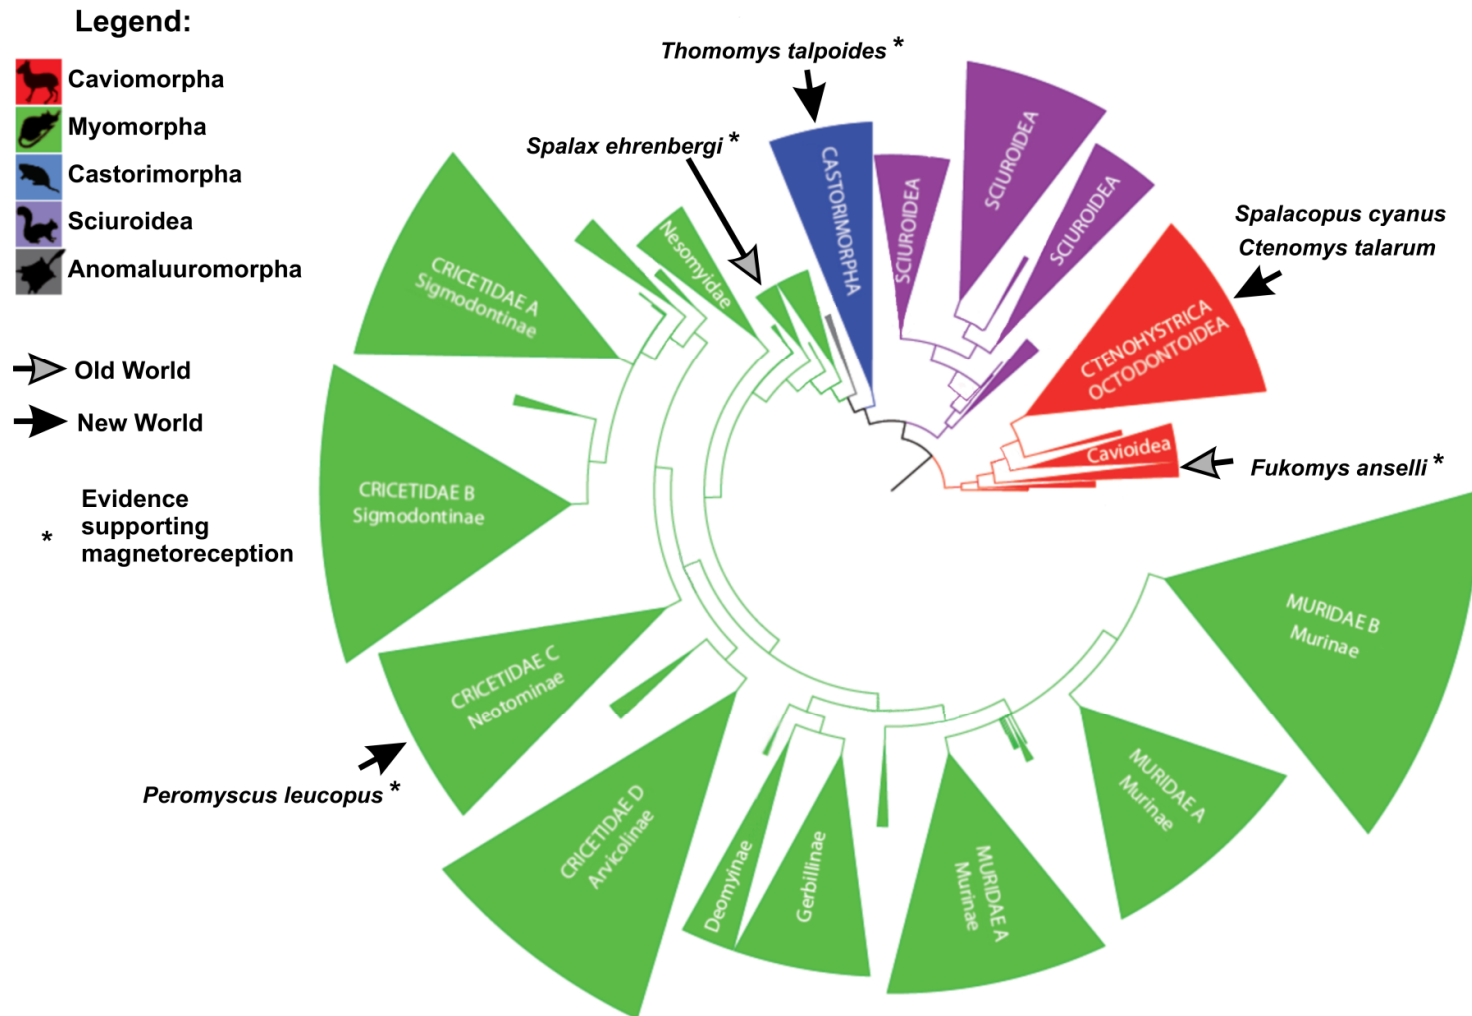 Legend:
Caviomorpha
Myomorpha
Castorimorpha
Sciuroidea
Anomaluuromorpha
Old World
New World
*
Evidence
supporting
magnetoreception
Thomomys talpoides *
Spalax ehrenbergi *
Spalacopus cyanus
Ctenomys talarum
Fukomys anselli *
Peromyscus leucopus *
CASTORIMORPHA
SCIUROIDEA
SCIUROIDEA
SCIUROIDEA
CTENOHYSTRICA
OCTODONTOIDEA
Cavioidea
Nesomyidae
CRICETIDAE A
Sigmodontinae
CRICETIDAE B
Sigmodontinae
CRICETIDAE C
Neotominae
CRICETIDAE D
Arvicolinae
Deomyinae
Gerbillinae
MURIDAE A
Murinae
MURIDAE A
Murinae
MURIDAE B
Murinae